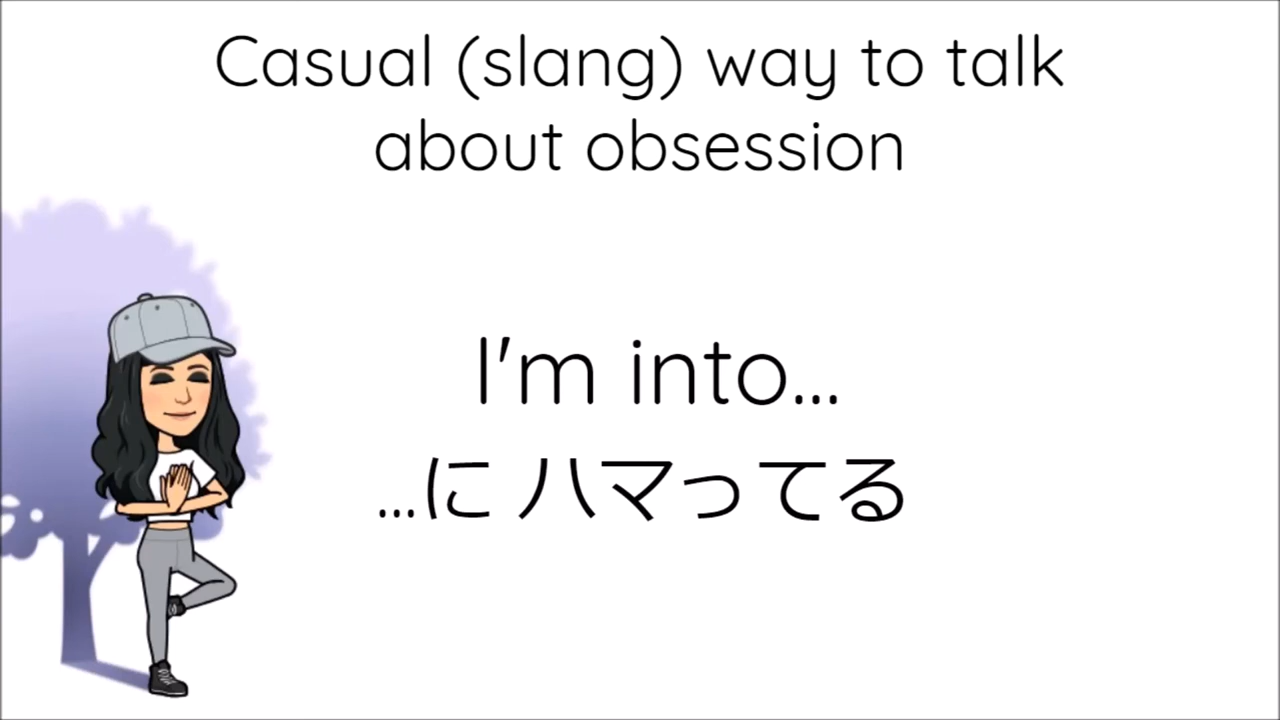 Casual (slang) way to talk
about obsession
I'm into...
...に ハマってる